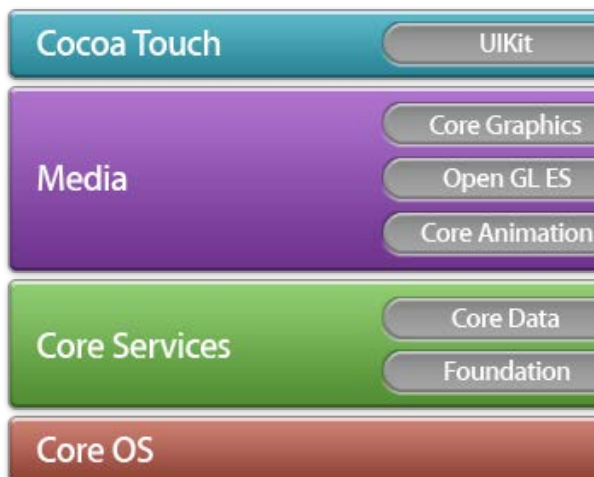 Cocoa Touch
UIKit
Media
Core Graphics
Open GL ES
Core Animation
Core Services
Core Data
Foundation
Core OS